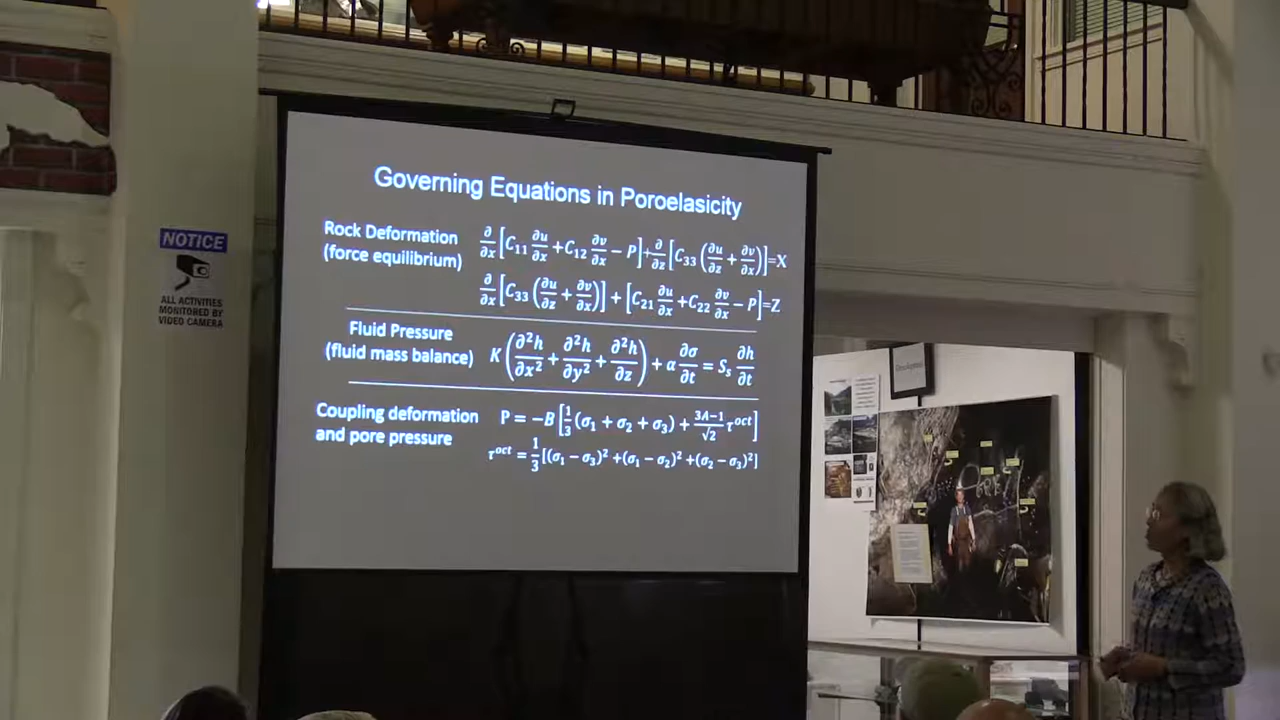 Governing Equations in Poroelasicity
Rock Deformation
(force equilibrium)
∂/∂x [C₁₁ ∂u/∂x + C₁₂ ∂v/∂x − P] + ∂/∂z [C₃₃ (∂u/∂z + ∂v/∂x)] = X
∂/∂x [C₃₃ (∂u/∂z + ∂v/∂x)] + [C₂₁ ∂u/∂x + C₂₂ ∂v/∂x − P] = Z
Fluid Pressure
(fluid mass balance)
K (∂²h/∂x² + ∂²h/∂y² + ∂²h/∂z) + α ∂σ/∂t = Sₛ ∂h/∂t
Coupling deformation
and pore pressure
P = −B [1/3 (σ₁ + σ₂ + σ₃) + 3A−1/√2 τᵒᶜᵗ]
τᵒᶜᵗ = 1/3 [(σ₁ − σ₃)² + (σ₁ − σ₂)² + (σ₂ − σ₃)²]
NOTICE
ALL ACTIVITIES
MONITORED BY
VIDEO CAMERA